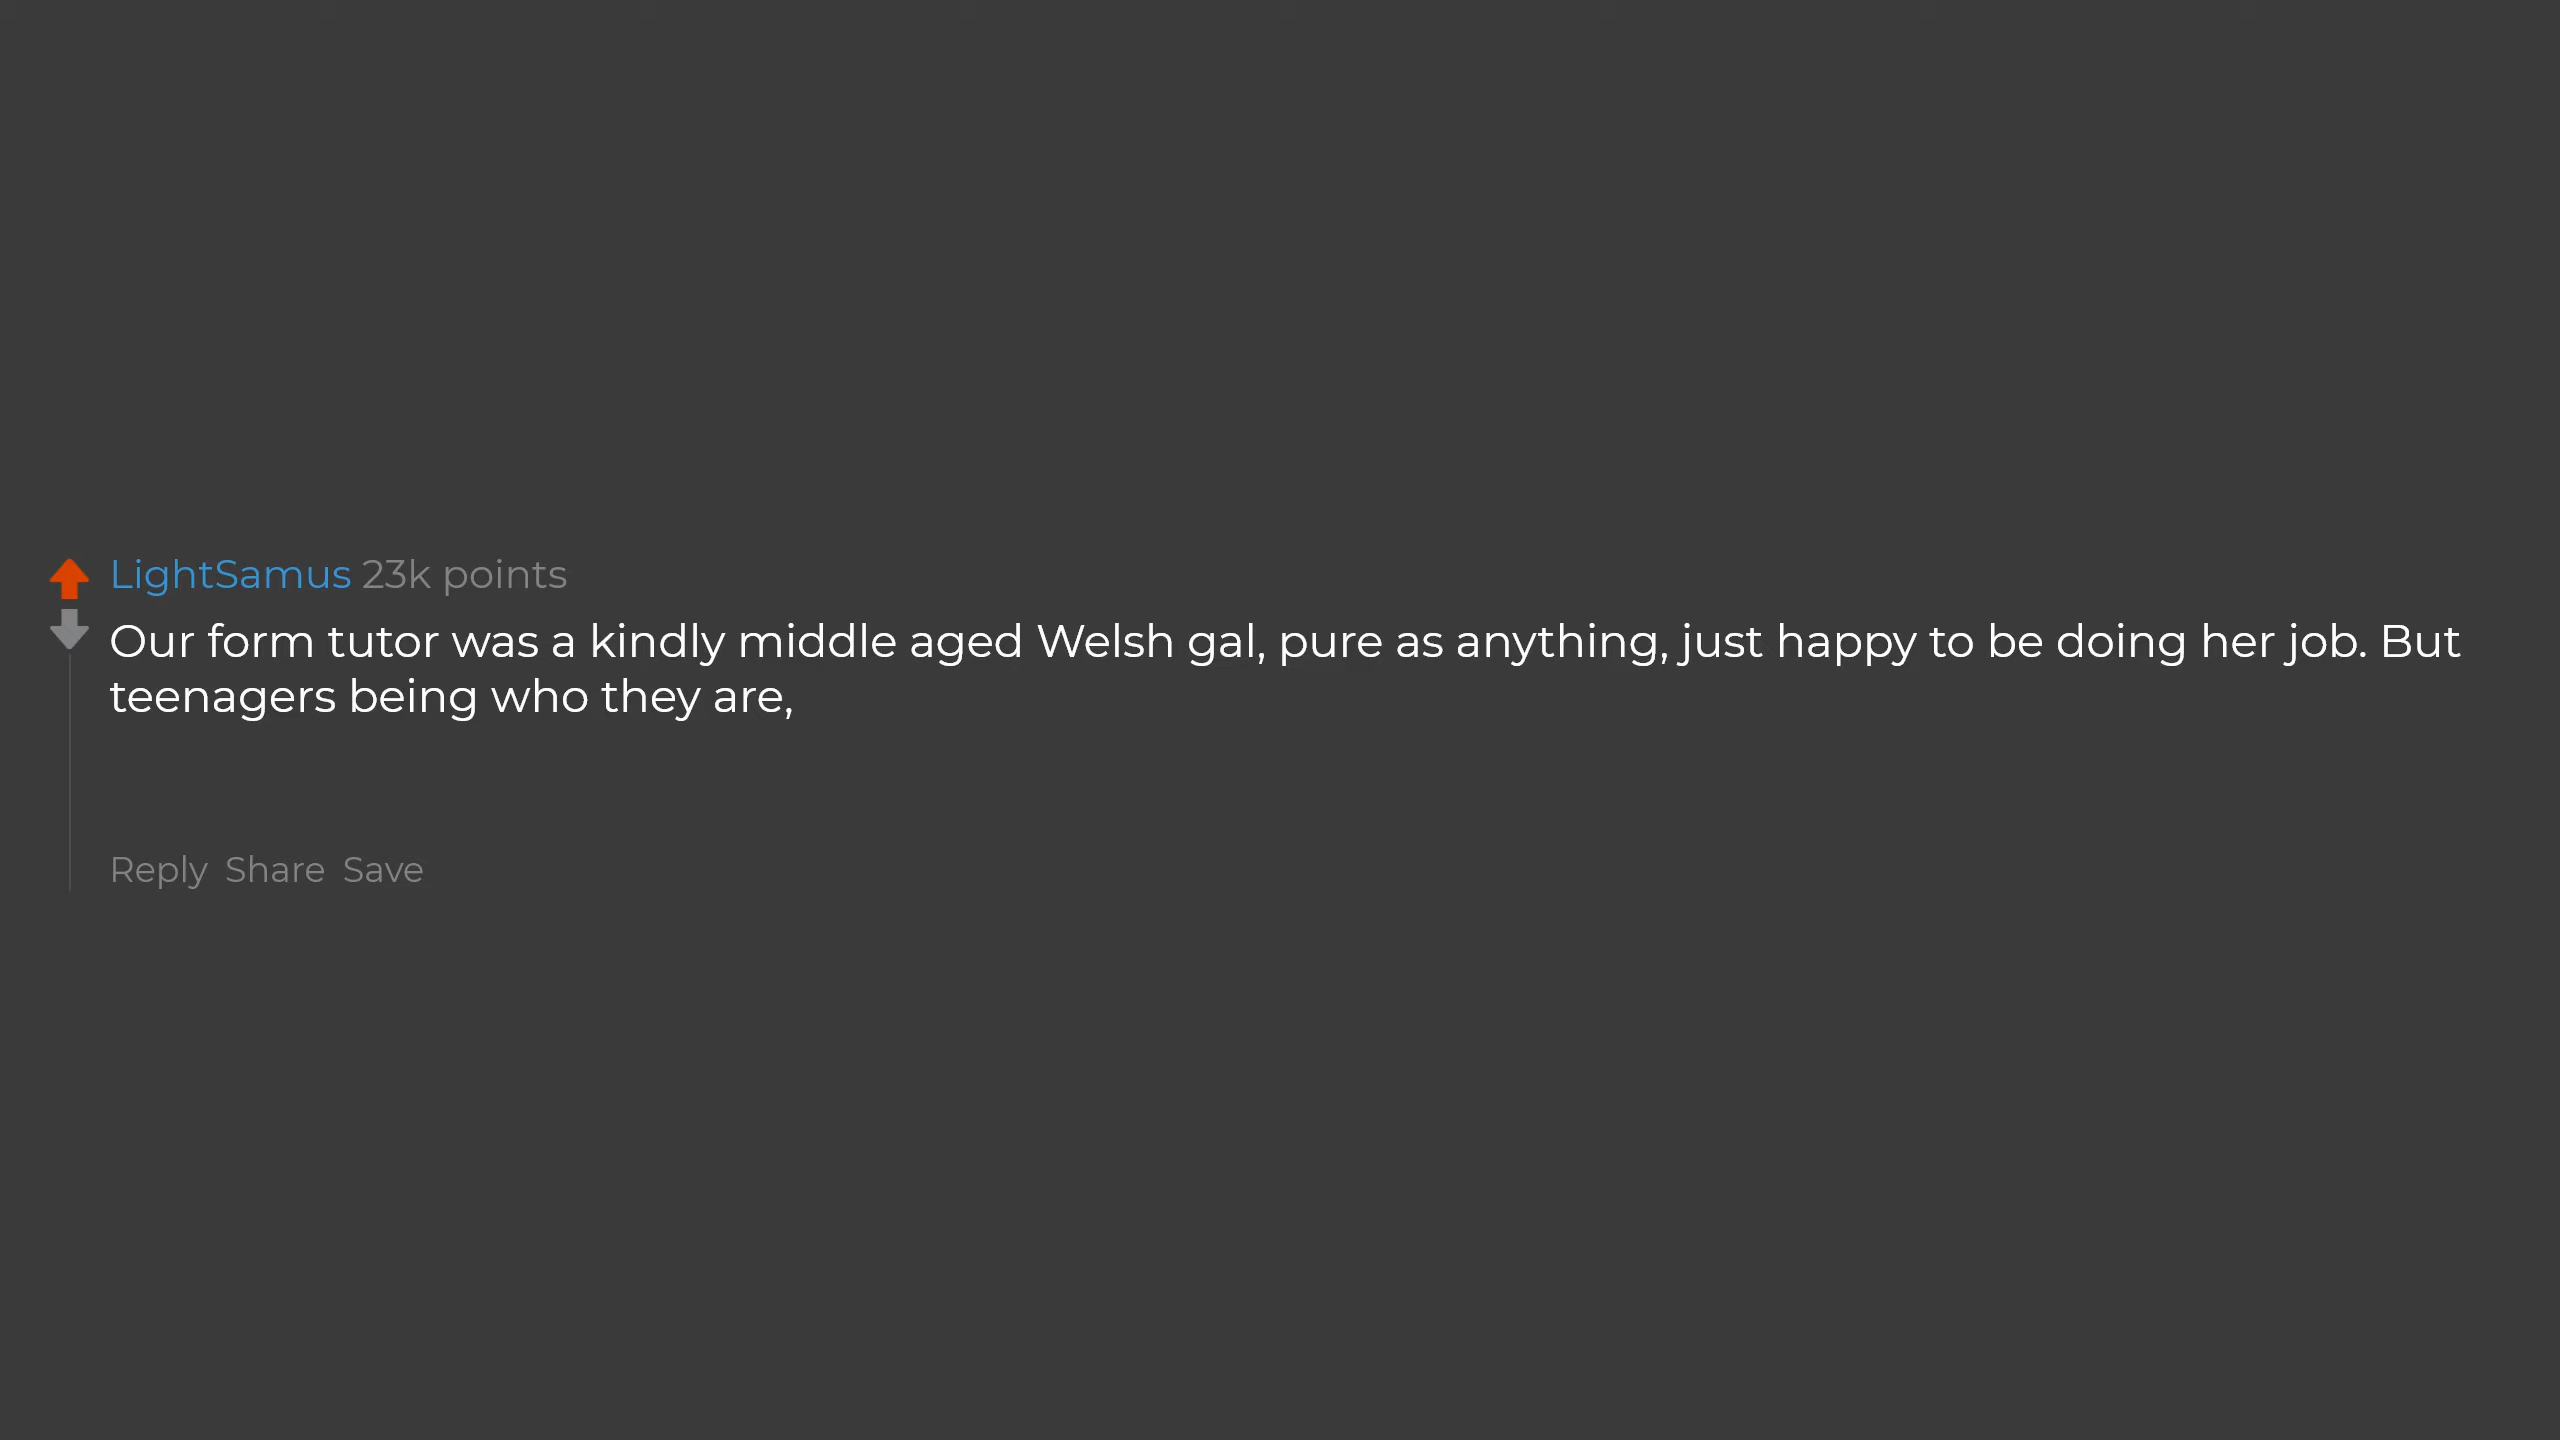 LightSamus 23k points
Our form tutor was a kindly middle aged Welsh gal, pure as anything, just happy to be doing her job. But
teenagers being who they are,
Reply Share Save